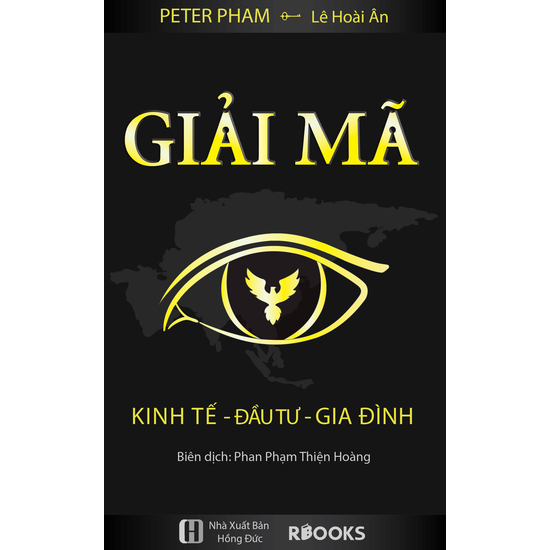 PETER PHAM Lê Hoài Ân
GIẢI MÃ
KINH TẾ - ĐẦU TƯ - GIA ĐÌNH
Biên dịch: Phan Phạm Thiện Hoàng
H Nhà Xuất Bản
Hồng Đức
RBOOKS